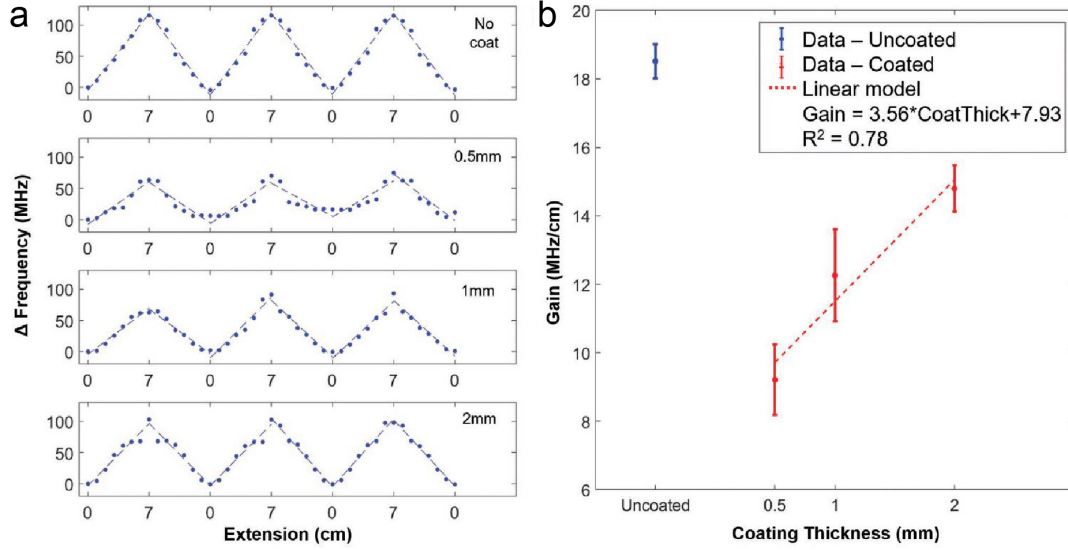 a
No
coat
100
50
0
0 7 0 7 0 7 0
0.5mm
100
50
0
0 7 0 7 0 7 0
1mm
100
50
0
0 7 0 7 0 7 0
2mm
100
50
0
0 7 0 7 0 7 0
Δ Frequency (MHz)
Extension (cm)
b
20
18
16
14
12
10
8
6
Gain (MHz/cm)
Data – Uncoated
Data – Coated
Linear model
Gain = 3.56*CoatThick+7.93
R² = 0.78
Uncoated 0.5 1 2
Coating Thickness (mm)